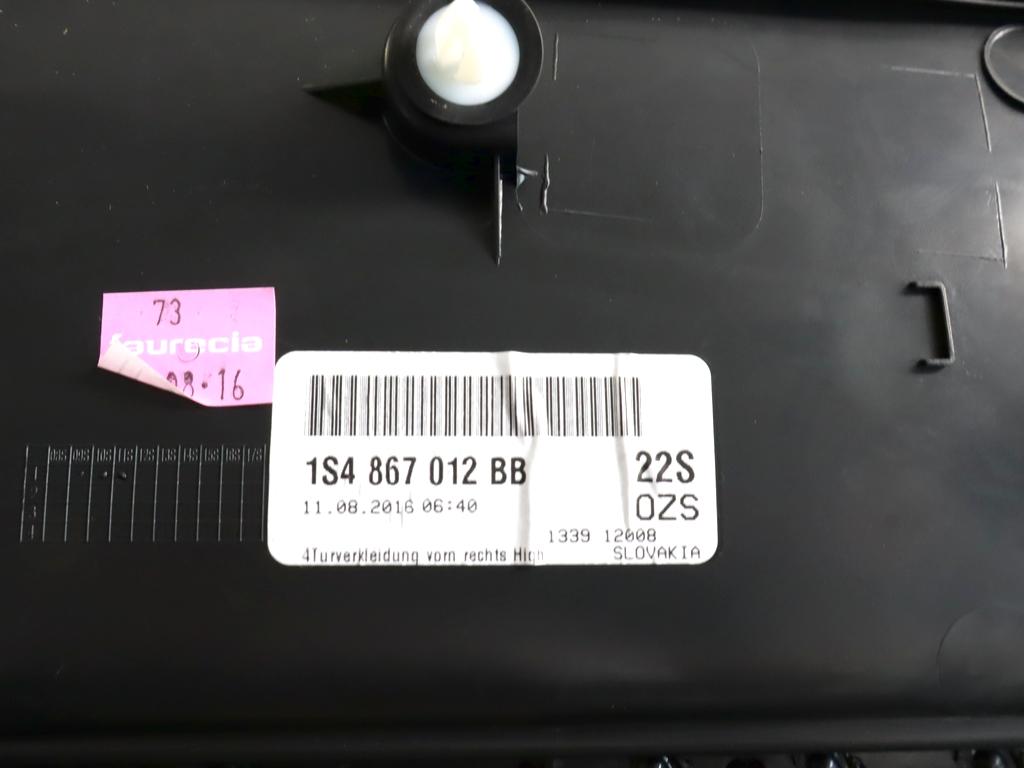 73
faurecia
08.16
1S4 867 012 BB
22S
11.08.2016 06:40
OZS
1339 12008
4Turverkleidung vorn rechts High
SLOVAKIA